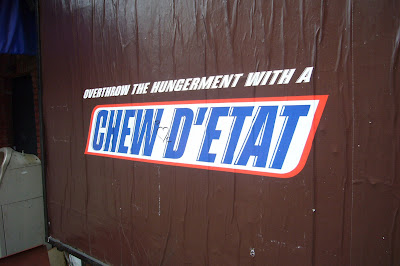 OVERTHROW THE HUNGERMENT WITH A
CHEW D'ETAT